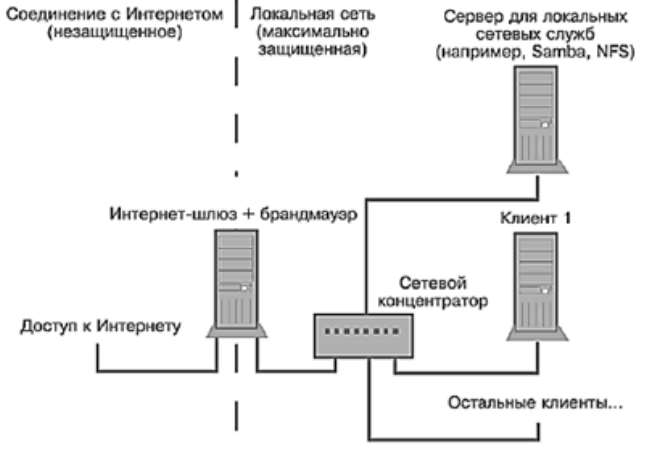 Соединение с Интернетом
(незащищенное)
Локальная сеть
(максимально
защищенная)
Сервер для локальных
сетевых служб
(например, Samba, NFS)
Интернет-шлюз + брандмауэр
Клиент 1
Сетевой
концентратор
Доступ к Интернету
Остальные клиенты...